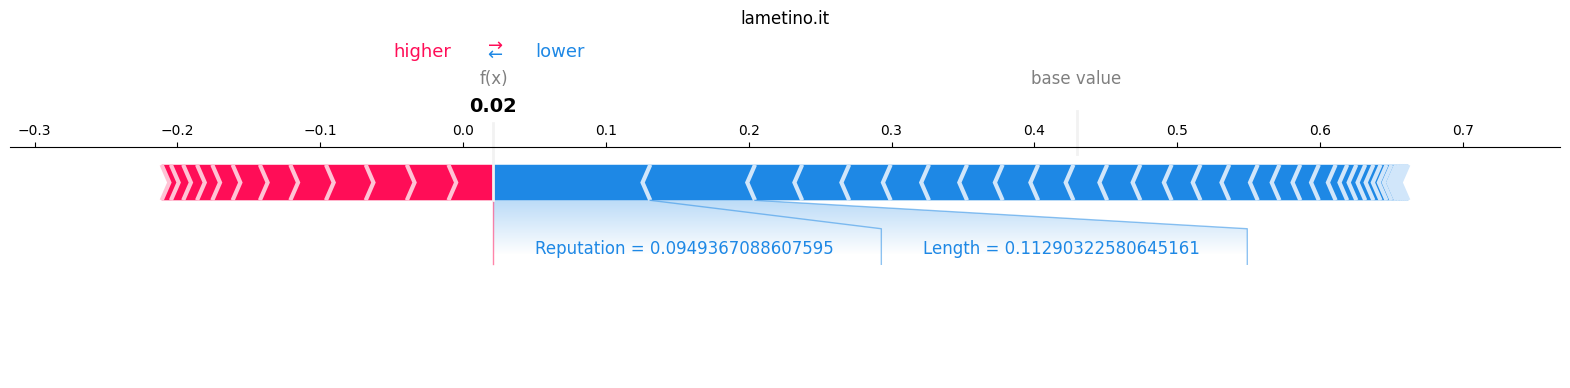 lametino.it
higher ⇄ lower
f(x) base value
0.02
−0.3 −0.2 −0.1 0.0 0.1 0.2 0.3 0.4 0.5 0.6 0.7
Reputation = 0.0949367088607595 Length = 0.11290322580645161